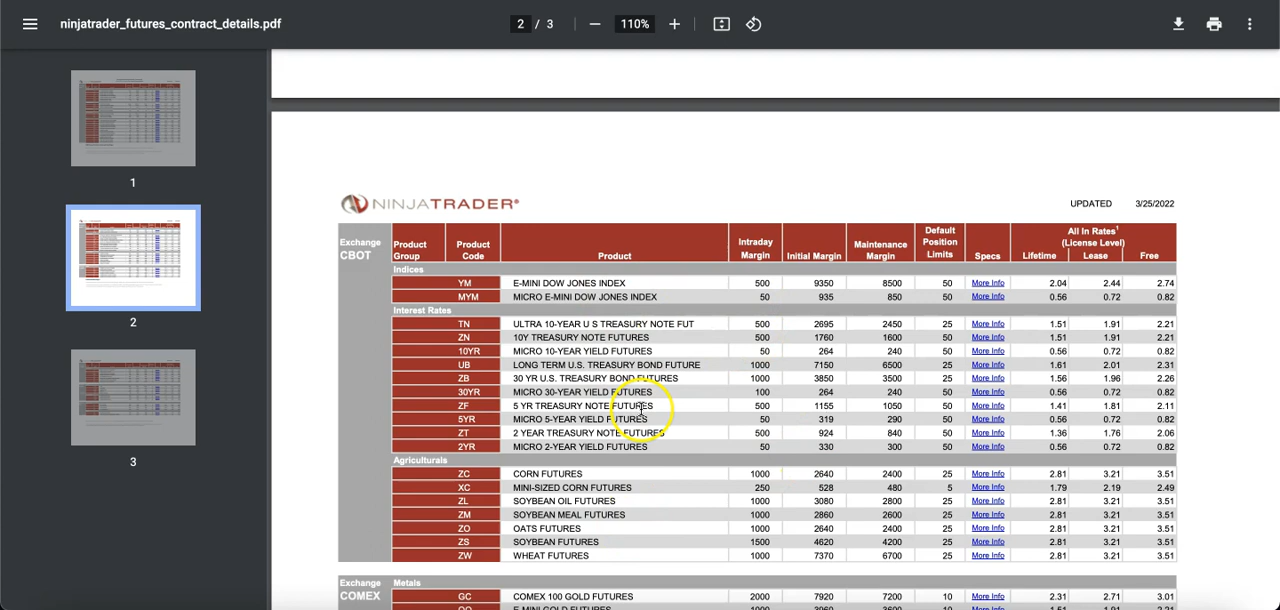 ninjatrader_futures_contract_details.pdf
2 / 3
110%
1
2
3
NINJATRADER®
UPDATED 3/25/2022
Exchange CBOT Product Group Product Code Product Intraday Margin Initial Margin Maintenance Margin Default Position Limits Specs All In Rates¹ (License Level) Lifetime Lease Free
Indices
YM E-MINI DOW JONES INDEX 500 9350 8500 50 More Info 2.04 2.44 2.74
MYM MICRO E-MINI DOW JONES INDEX 50 935 850 50 More Info 0.56 0.72 0.82
Interest Rates
TN ULTRA 10-YEAR U S TREASURY NOTE FUT 500 2695 2450 25 More Info 1.51 1.91 2.21
ZN 10Y TREASURY NOTE FUTURES 500 1760 1600 50 More Info 1.51 1.91 2.21
10YR MICRO 10-YEAR YIELD FUTURES 50 264 240 50 More Info 0.56 0.72 0.82
UB LONG TERM U.S. TREASURY BOND FUTURE 1000 7150 6500 25 More Info 1.61 2.01 2.31
ZB 30 YR U.S. TREASURY BOND FUTURES 1000 3850 3500 25 More Info 1.56 1.96 2.26
30YR MICRO 30-YEAR YIELD FUTURES 100 264 240 50 More Info 0.56 0.72 0.82
ZF 5 YR TREASURY NOTE FUTURES 500 1155 1050 50 More Info 1.41 1.81 2.11
5YR MICRO 5-YEAR YIELD FUTURES 50 319 290 50 More Info 0.56 0.72 0.82
ZT 2 YEAR TREASURY NOTE FUTURES 500 924 840 50 More Info 1.36 1.76 2.06
2YR MICRO 2-YEAR YIELD FUTURES 50 330 300 50 More Info 0.56 0.72 0.82
Agriculturals
ZC CORN FUTURES 1000 2640 2400 25 More Info 2.81 3.21 3.51
XC MINI-SIZED CORN FUTURES 250 528 480 5 More Info 1.79 2.19 2.49
ZL SOYBEAN OIL FUTURES 1000 3080 2800 25 More Info 2.81 3.21 3.51
ZM SOYBEAN MEAL FUTURES 1000 2860 2600 25 More Info 2.81 3.21 3.51
ZO OATS FUTURES 1000 2640 2400 25 More Info 2.81 3.21 3.51
ZS SOYBEAN FUTURES 1500 4620 4200 25 More Info 2.81 3.21 3.51
ZW WHEAT FUTURES 1000 7370 6700 25 More Info 2.81 3.21 3.51
Exchange COMEX Metals
GC COMEX 100 GOLD FUTURES 2000 7920 7200 10 More Info 2.31 2.71 3.01